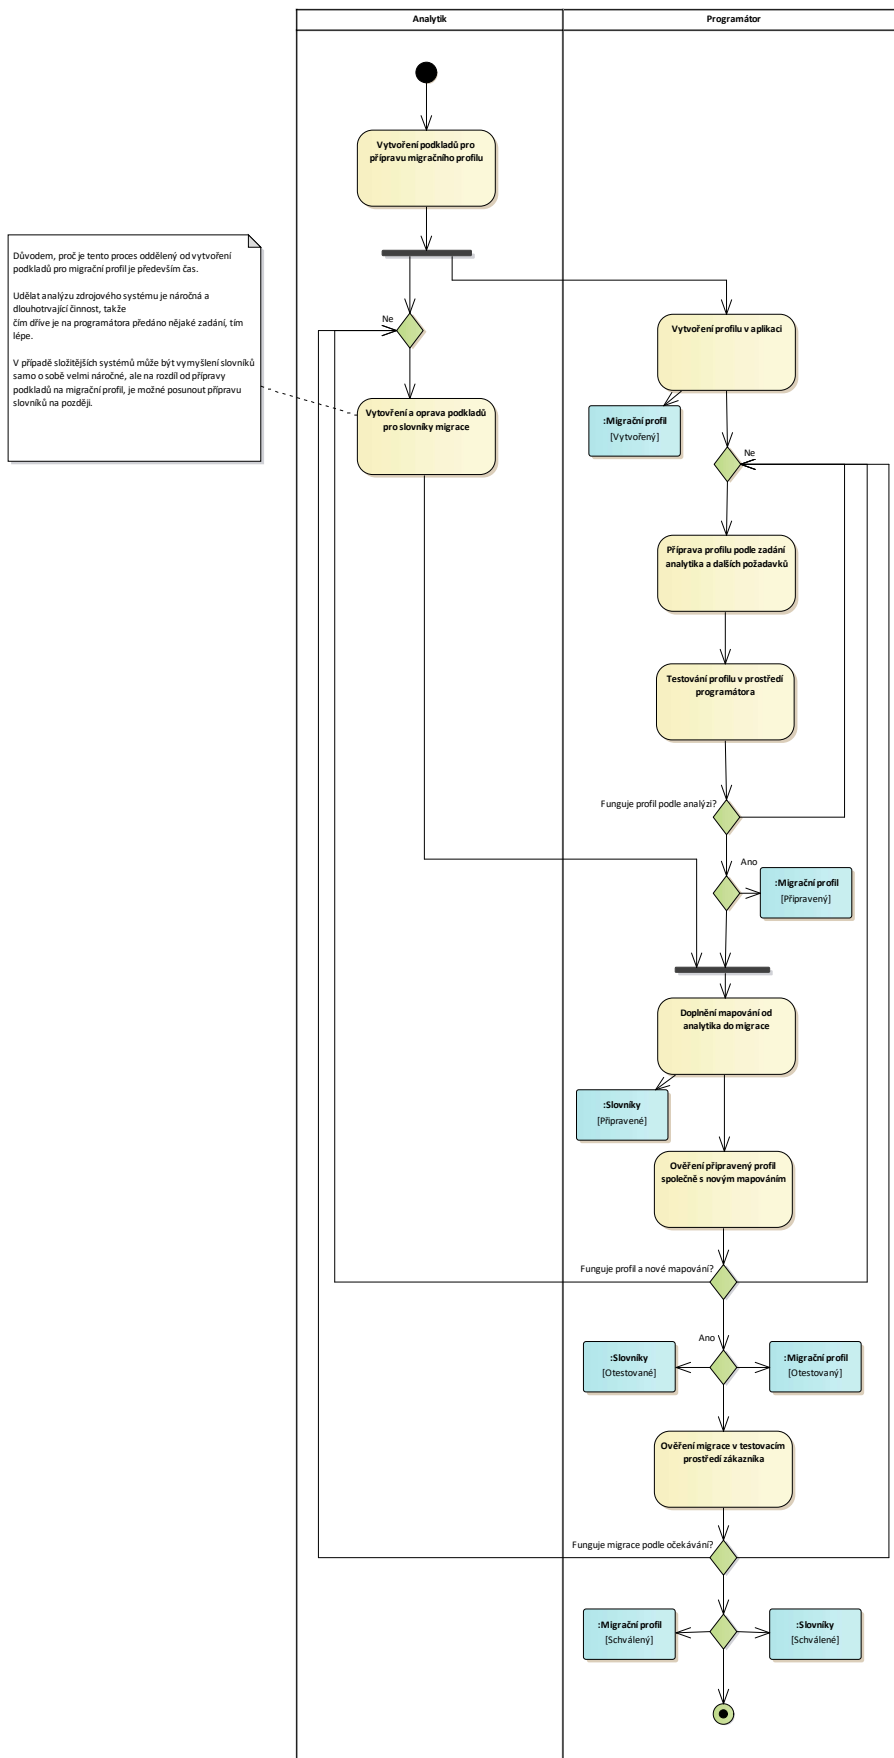 Analytik
Programátor
Vytvoření podkladů pro
přípravu migračního profilu
Důvodem, proč je tento proces oddělený od vytvoření
podkladů pro migrační profil je především čas.
Udělat analýzu zdrojového systému je náročná a
dlouhotrvající činnost, takže
čím dříve je na programátora předáno nějaké zadání, tím
lépe.
V případě složitějších systémů může být vymyšlení slovníků
samo o sobě velmi náročné, ale na rozdíl od přípravy
podkladů na migrační profil, je možné posunout přípravu
slovníků na později.
Ne
Vytvoření profilu v aplikaci
Vytovření a oprava podkladů
pro slovníky migrace
:Migrační profil
[Vytvořený]
Ne
Příprava profilu podle zadání
analytika a dalších požadavků
Testování profilu v prostředí
programátora
Funguje profil podle analýzi?
Ano
:Migrační profil
[Připravený]
Doplnění mapování od
analytika do migrace
:Slovníky
[Připravené]
Ověření připravený profil
společně s novým mapováním
Funguje profil a nové mapování?
Ano
:Slovníky
[Otestované]
:Migrační profil
[Otestovaný]
Ověření migrace v testovacím
prostředí zákazníka
Funguje migrace podle očekávání?
:Migrační profil
[Schválený]
:Slovníky
[Schválené]